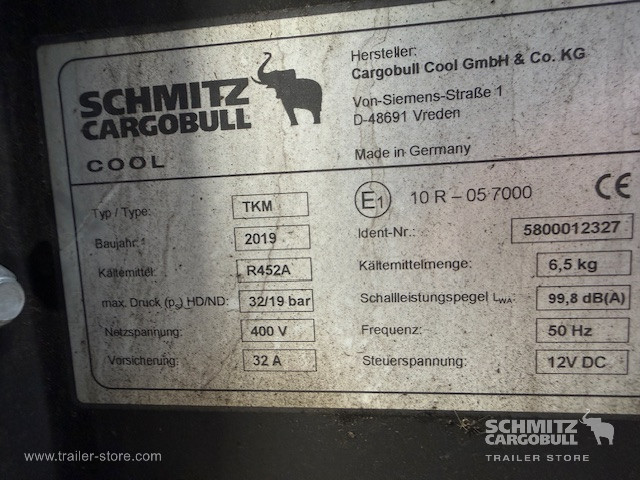 SCHMITZ
CARGOBULL
COOL
Hersteller:
Cargobull Cool GmbH & Co. KG
Von-Siemens-Straße 1
D-48691 Vreden
Made in Germany
Typ / Type: TKM
Baujahr: 2019
Kältemittel: R452A
max. Druck (ps) HD/ND: 32/19 bar
Netzspannung: 400 V
Vorsicherung: 32 A
E1 10 R – 05 7000 CE
Ident-Nr.: 5800012327
Kältemittelmenge: 6,5 kg
Schallleistungspegel LWA: 99,8 dB(A)
Frequenz: 50 Hz
Steuerspannung: 12V DC
www.trailer-store.com
SCHMITZ
CARGOBULL
TRAILER STORE